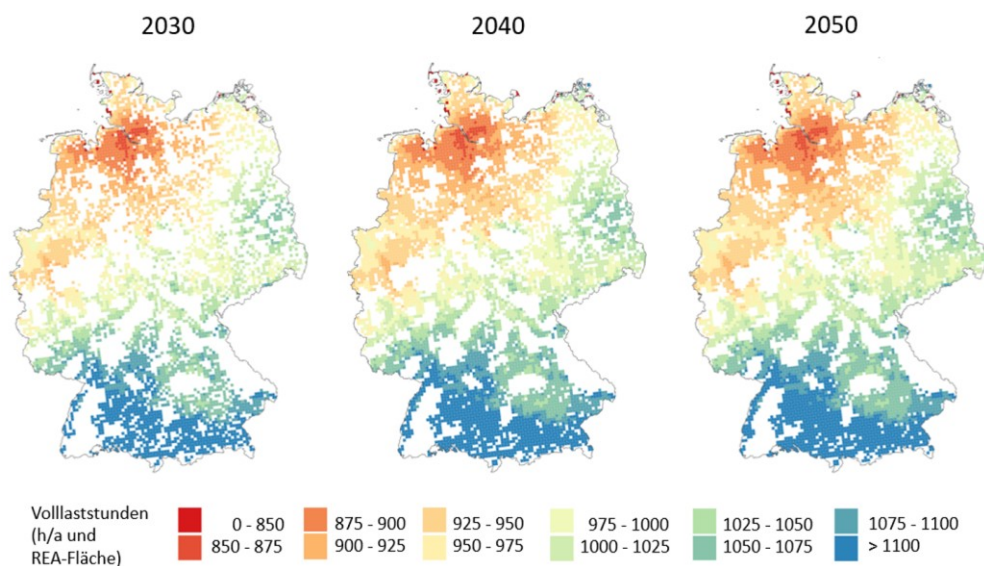 2030 2040 2050
Volllaststunden
(h/a und
REA-Fläche)
0 - 850 875 - 900 925 - 950 975 - 1000 1025 - 1050 1075 - 1100
850 - 875 900 - 925 950 - 975 1000 - 1025 1050 - 1075 > 1100